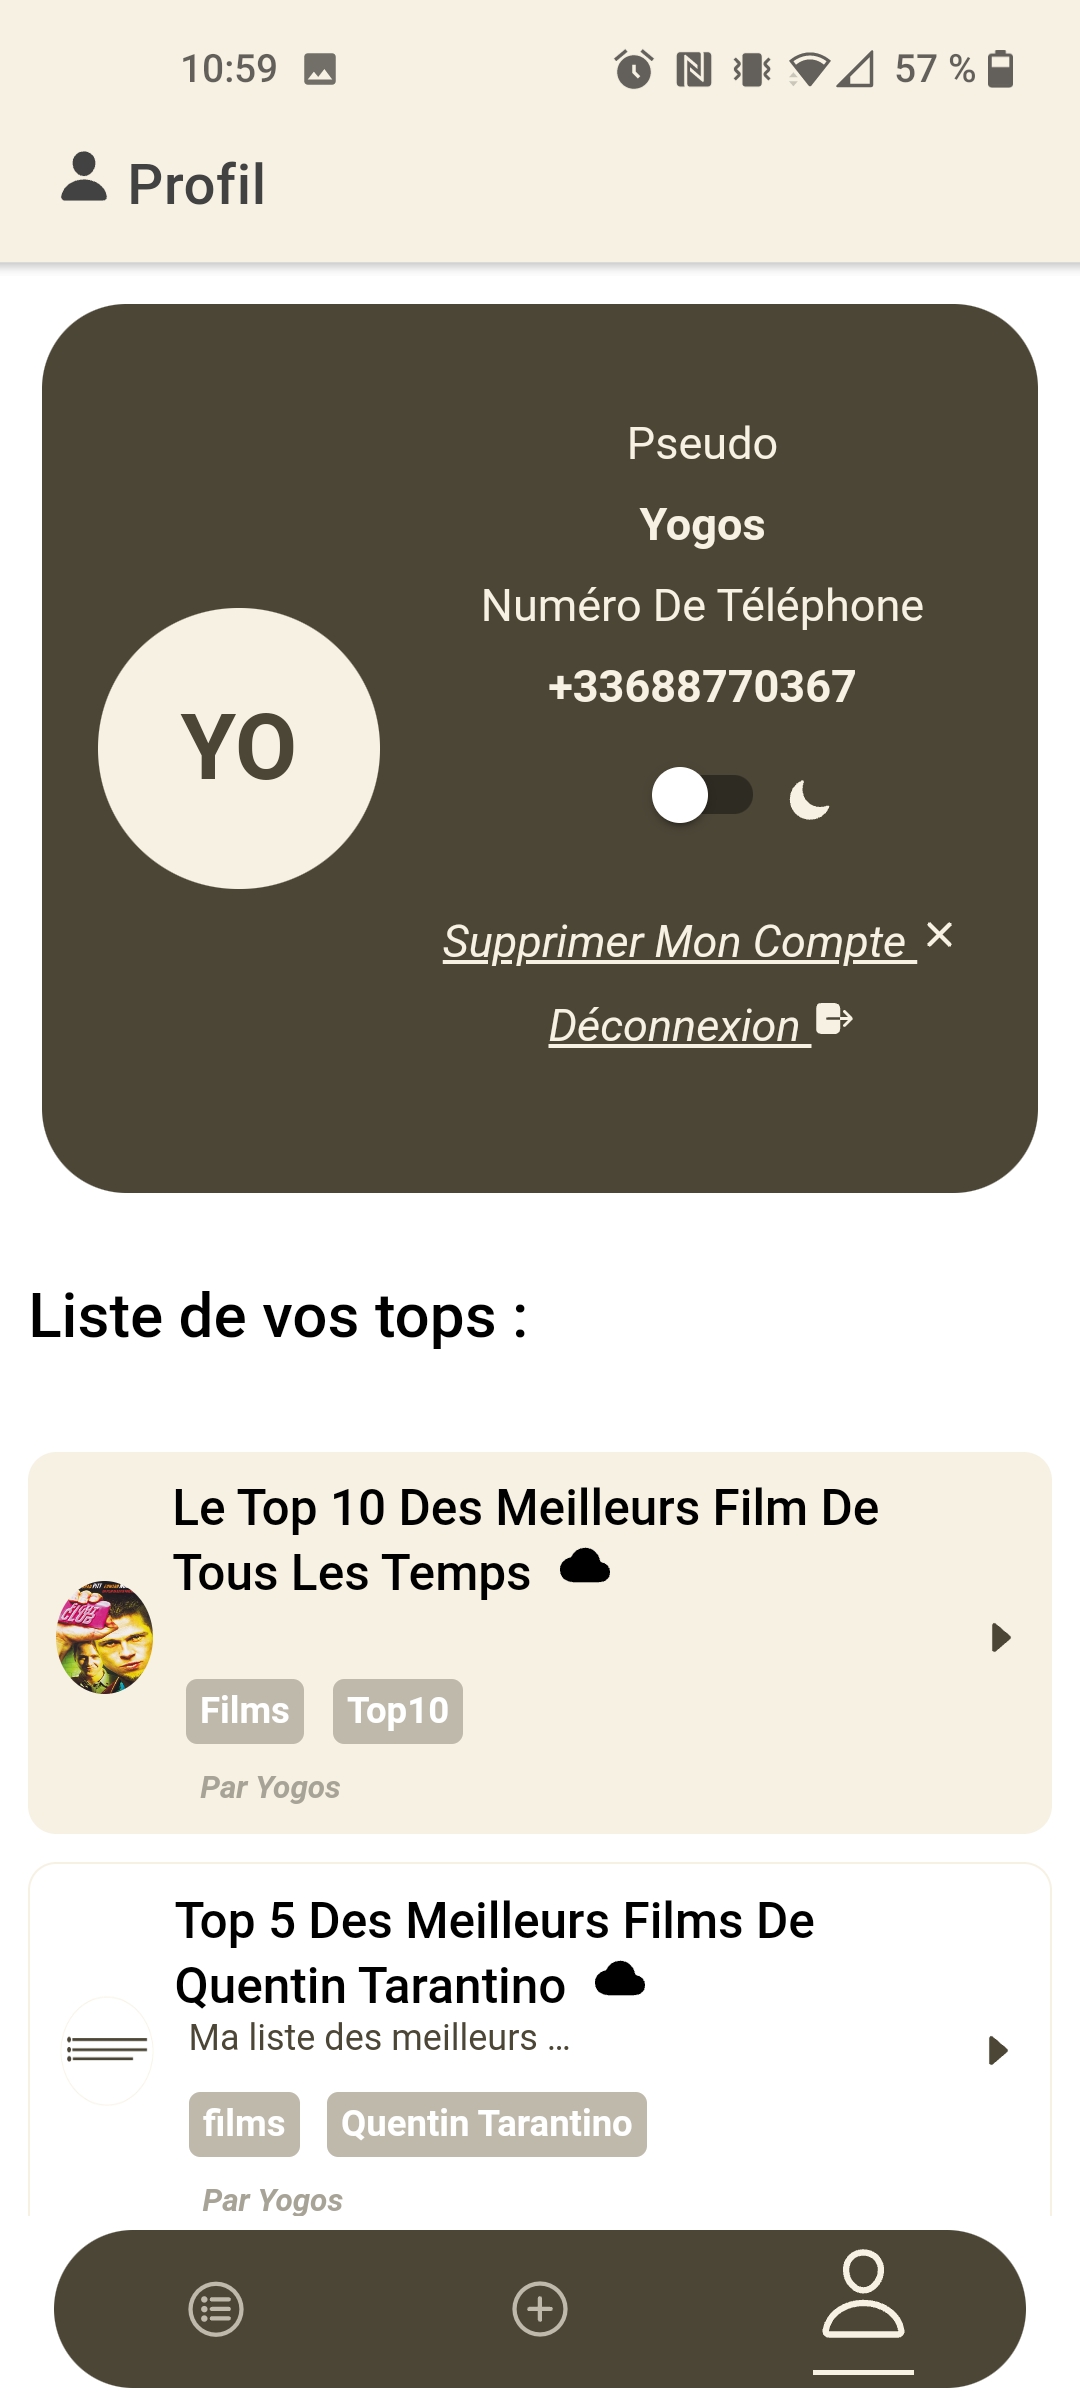 10:59
57 %
Profil
Pseudo
Yogos
Numéro De Téléphone
+33688770367
YO
Supprimer Mon Compte
Déconnexion
Liste de vos tops :
Le Top 10 Des Meilleurs Film De
Tous Les Temps
CLUB
Films Top10
Par Yogos
Top 5 Des Meilleurs Films De
Quentin Tarantino
Ma liste des meilleurs ...
films Quentin Tarantino
Par Yogos